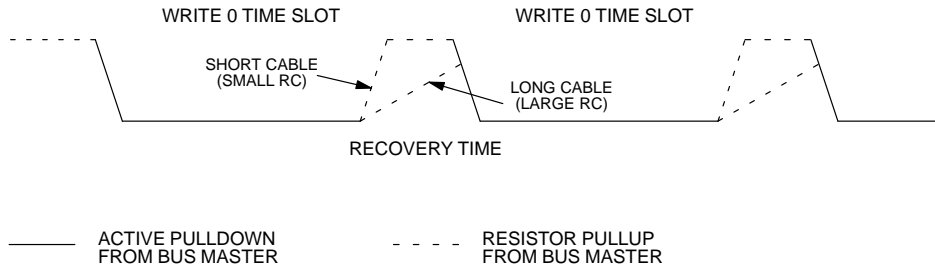 WRITE 0 TIME SLOT
WRITE 0 TIME SLOT
SHORT CABLE
(SMALL RC)
LONG CABLE
(LARGE RC)
RECOVERY TIME
ACTIVE PULLDOWN
FROM BUS MASTER
RESISTOR PULLUP
FROM BUS MASTER